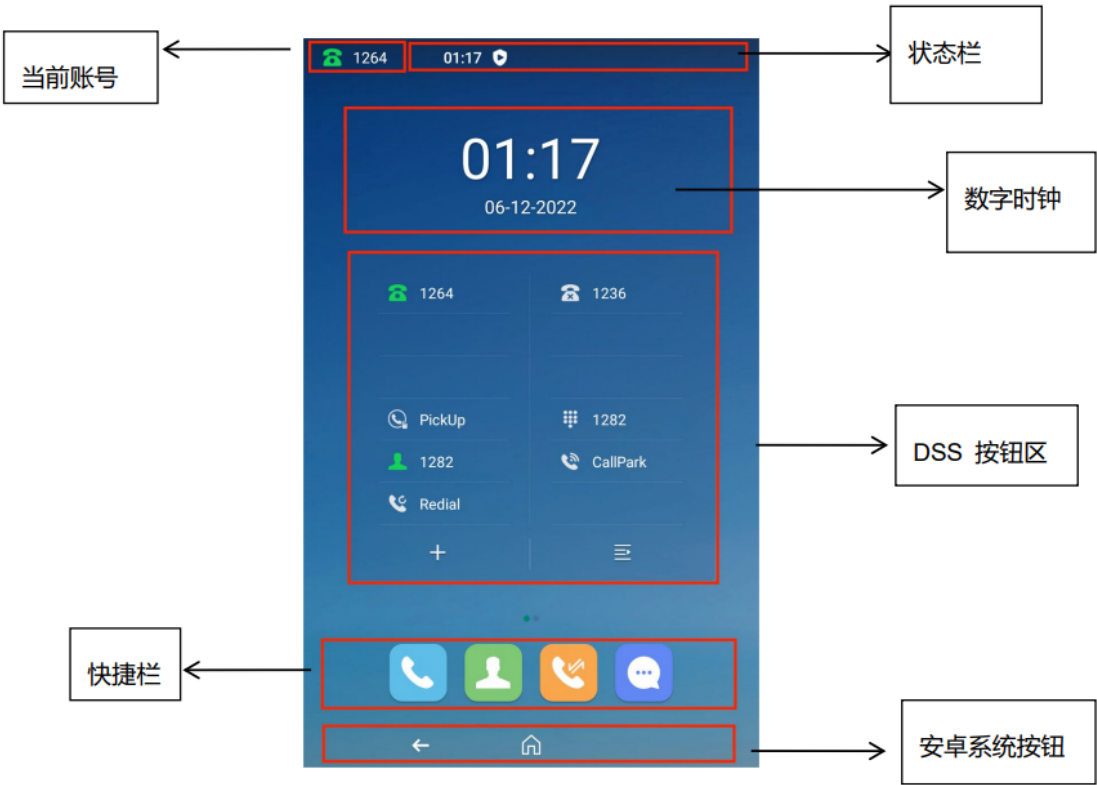 状态栏
当前账号
1264
01:17
01:17
06-12-2022
数字时钟
1264
1236
PickUp
1282
1282
CallPark
Redial
DSS 按钮区
快捷栏
安卓系统按钮